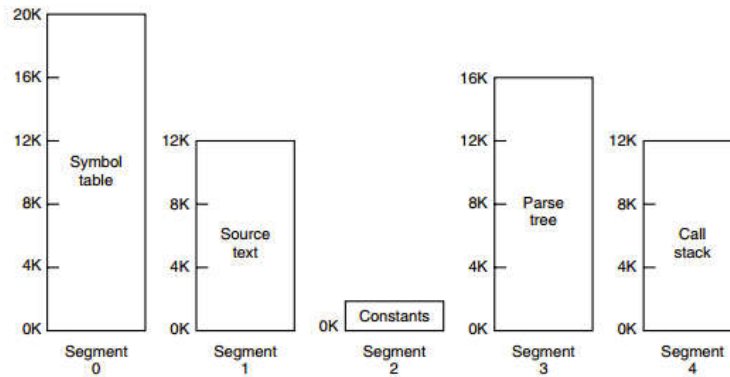 20K
16K
12K
8K
4K
0K
Symbol
table
Segment
0
12K
8K
4K
0K
Source
text
Segment
1
0K
Constants
Segment
2
16K
12K
8K
4K
0K
Parse
tree
Segment
3
12K
8K
4K
0K
Call
stack
Segment
4